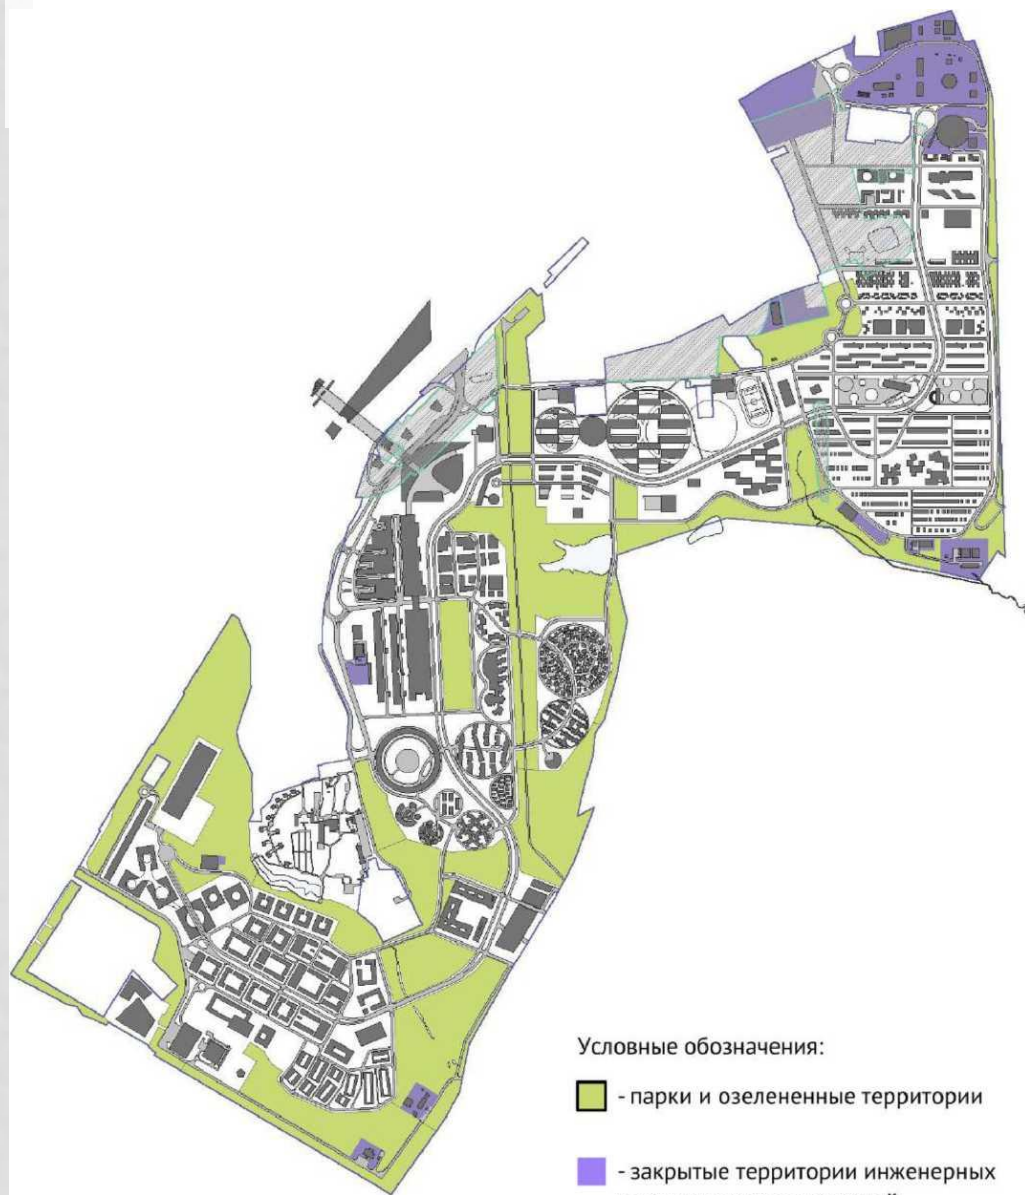 Условные обозначения:
- парки и озелененные территории
- закрытые территории инженерных